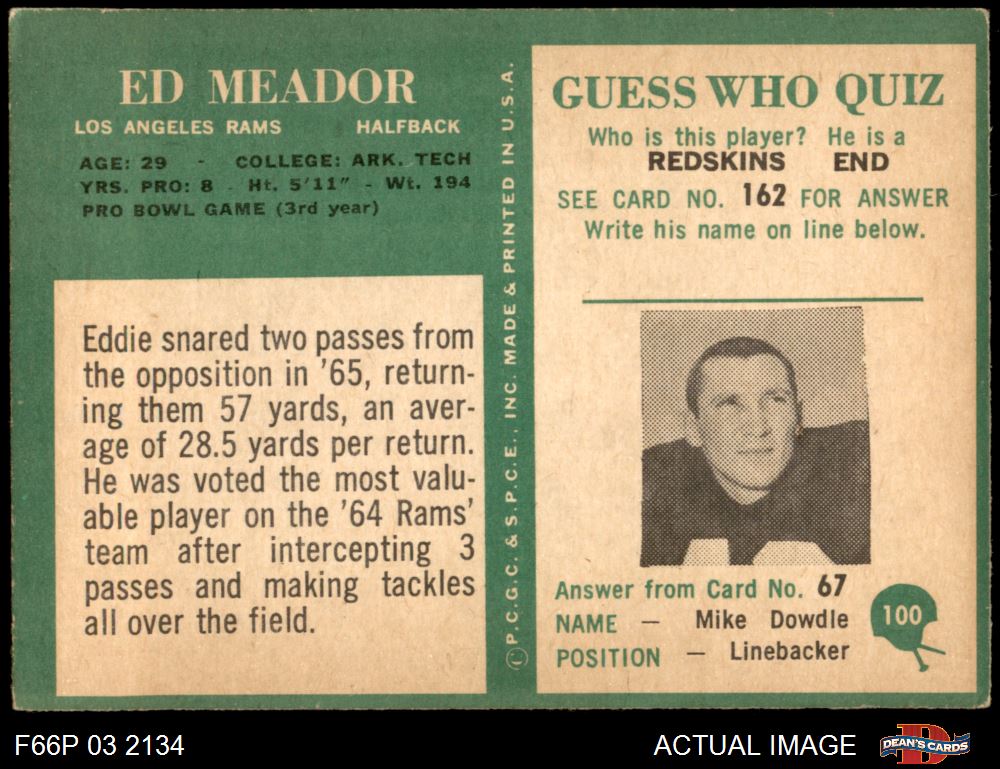 ED MEADOR
LOS ANGELES RAMS HALFBACK
AGE: 29 - COLLEGE: ARK. TECH
YRS. PRO: 8 - Ht. 5'11" - Wt. 194
PRO BOWL GAME (3rd year)
Eddie snared two passes from
the opposition in '65, return-
ing them 57 yards, an aver-
age of 28.5 yards per return.
He was voted the most valu-
able player on the '64 Rams'
team after intercepting 3
passes and making tackles
all over the field.
© P.C.G.C. & S.P.C.E., INC. MADE & PRINTED IN U.S.A.
GUESS WHO QUIZ
Who is this player? He is a
REDSKINS END
SEE CARD NO. 162 FOR ANSWER
Write his name on line below.
Answer from Card No. 67
NAME — Mike Dowdle
POSITION — Linebacker
100
F66P 03 2134
ACTUAL IMAGE
D
DEAN'S CARDS